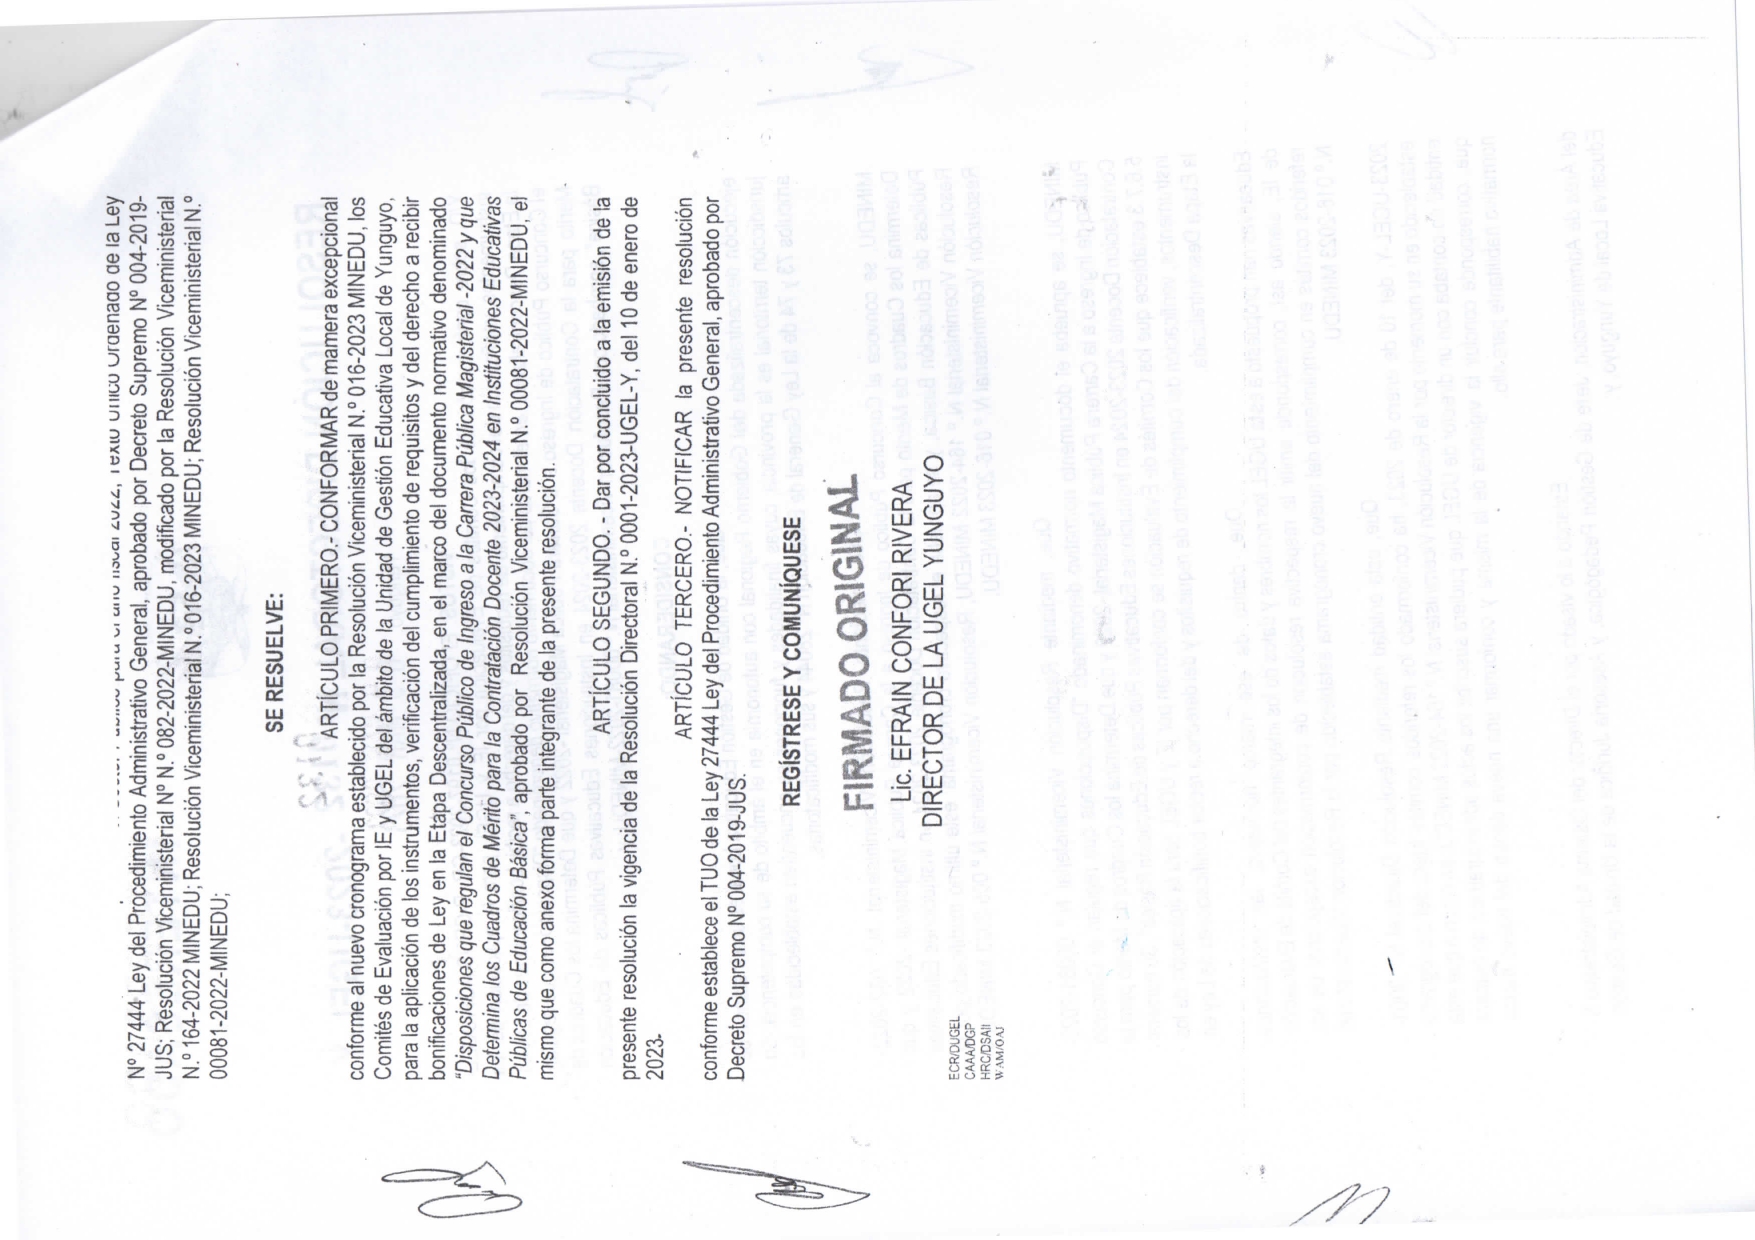 para el año fiscal 2022, Texto Único Ordenado de la Ley
Nº 27444 Ley del Procedimiento Administrativo General, aprobado por Decreto Supremo Nº 004-2019-
JUS; Resolución Viceministerial Nº N.º 082-2022-MINEDU, modificado por la Resolución Viceministerial
N.º 164-2022 MINEDU; Resolución Viceministerial N.º 016-2023 MINEDU; Resolución Viceministerial N.º
00081-2022-MINEDU;
SE RESUELVE:
ARTÍCULO PRIMERO.- CONFORMAR de mamera excepcional
conforme al nuevo cronograma establecido por la Resolución Viceministerial N.º 016-2023 MINEDU, los
Comités de Evaluación por IE y UGEL del ámbito de la Unidad de Gestión Educativa Local de Yunguyo,
para la aplicación de los instrumentos, verificación del cumplimiento de requisitos y del derecho a recibir
bonificaciones de Ley en la Etapa Descentralizada, en el marco del documento normativo denominado
“Disposiciones que regulan el Concurso Público de Ingreso a la Carrera Pública Magisterial -2022 y que
Determina los Cuadros de Mérito para la Contratación Docente 2023-2024 en Instituciones Educativas
Públicas de Educación Básica”, aprobado por Resolución Viceministerial N.º 00081-2022-MINEDU, el
mismo que como anexo forma parte integrante de la presente resolución.
ARTÍCULO SEGUNDO. - Dar por concluido a la emisión de la
presente resolución la vigencia de la Resolución Directoral N.º 0001-2023-UGEL-Y, del 10 de enero de
2023-
ARTÍCULO TERCERO.- NOTIFICAR la presente resolución
conforme establece el TUO de la Ley 27444 Ley del Procedimiento Administrativo General, aprobado por
Decreto Supremo Nº 004-2019-JUS.
REGÍSTRESE Y COMUNÍQUESE
FIRMADO ORIGINAL
Lic. EFRAIN CONFORI RIVERA
DIRECTOR DE LA UGEL YUNGUYO
ECR/DUGEL
CAAA/DGP
HRC/DSAII
WAM/OAJ